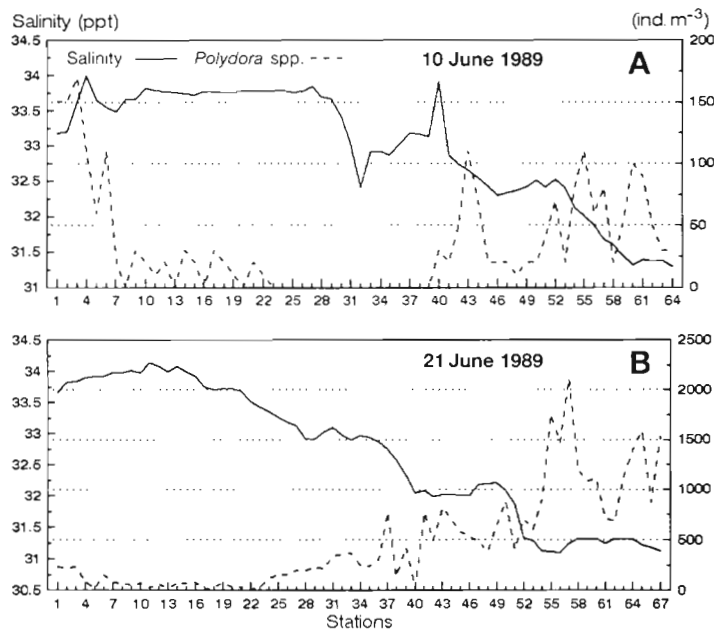 Salinity (ppt) (ind. m-3)
34.5 200
Salinity Polydora spp. 10 June 1989 A
34
33.5 150
33
32.5 100
32
31.5 50
31 0
1 4 7 10 13 16 19 22 25 28 31 34 37 40 43 46 49 52 55 58 61 64
34.5 2500
21 June 1989 B
34 2000
33.5
33 1500
32.5
32 1000
31.5 500
31
30.5 0
1 4 7 10 13 16 19 22 25 28 31 34 37 40 43 46 49 52 55 58 61 64 67
Stations